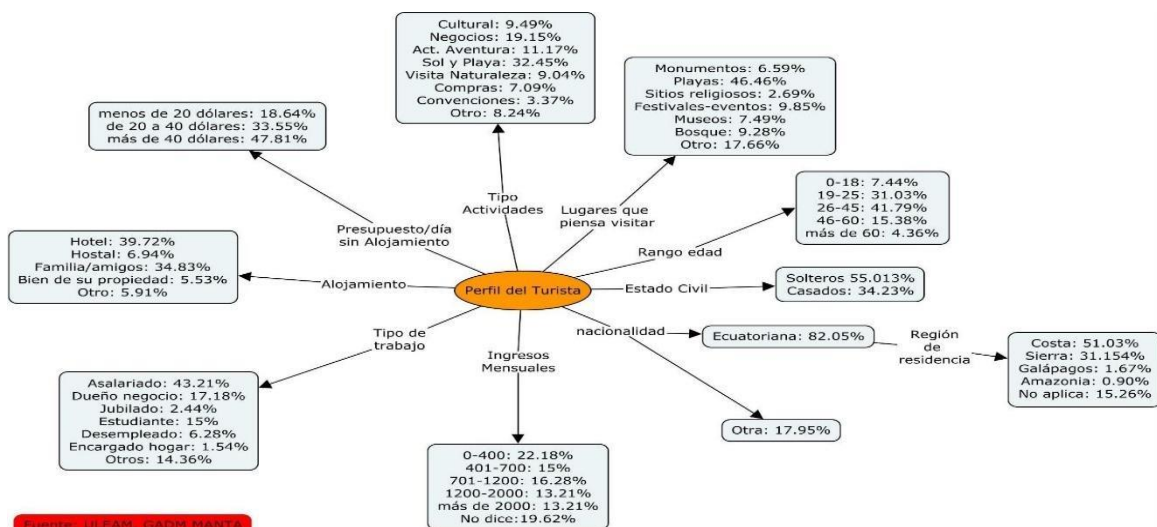 Cultural: 9.49%
Negocios: 19.15%
Act. Aventura: 11.17%
Sol y Playa: 32.45%
Visita Naturaleza: 9.04%
Compras: 7.09%
Convenciones: 3.37%
Otro: 8.24%
Monumentos: 6.59%
Playas: 46.46%
Sitios religiosos: 2.69%
Festivales-eventos: 9.85%
Museos: 7.49%
Bosque: 9.28%
Otro: 17.66%
menos de 20 dólares: 18.64%
de 20 a 40 dólares: 33.55%
más de 40 dólares: 47.81%
0-18: 7.44%
19-25: 31.03%
26-45: 41.79%
46-60: 15.38%
más de 60: 4.36%
Tipo
Actividades
Lugares que
piensa visitar
Presupuesto/día
sin Alojamiento
Rango edad
Hotel: 39.72%
Hostal: 6.94%
Familia/amigos: 34.83%
Bien de su propiedad: 5.53%
Otro: 5.91%
Alojamiento
Perfil del Turista
Estado Civil
Solteros 55.013%
Casados: 34.23%
Tipo de
trabajo
Ingresos
Mensuales
nacionalidad
Ecuatoriana: 82.05%
Región
de
residencia
Costa: 51.03%
Sierra: 31.154%
Galápagos: 1.67%
Amazonia: 0.90%
No aplica: 15.26%
Asalariado: 43.21%
Dueño negocio: 17.18%
Jubilado: 2.44%
Estudiante: 15%
Desempleado: 6.28%
Encargado hogar: 1.54%
Otros: 14.36%
Otra: 17.95%
0-400: 22.18%
401-700: 15%
701-1200: 16.28%
1200-2000: 13.21%
más de 2000: 13.21%
No dice:19.62%
Fuente: ULEAM, GADM MANTA